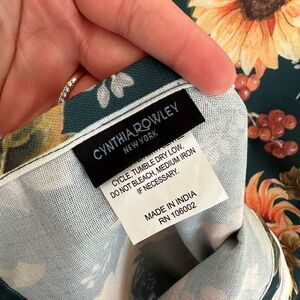 CYNTHIA ROWLEY
NEW YORK
CYCLE, TUMBLE DRY LOW,
DO NOT BLEACH, MEDIUM IRON
IF NECESSARY.
MADE IN INDIA
RN 106002